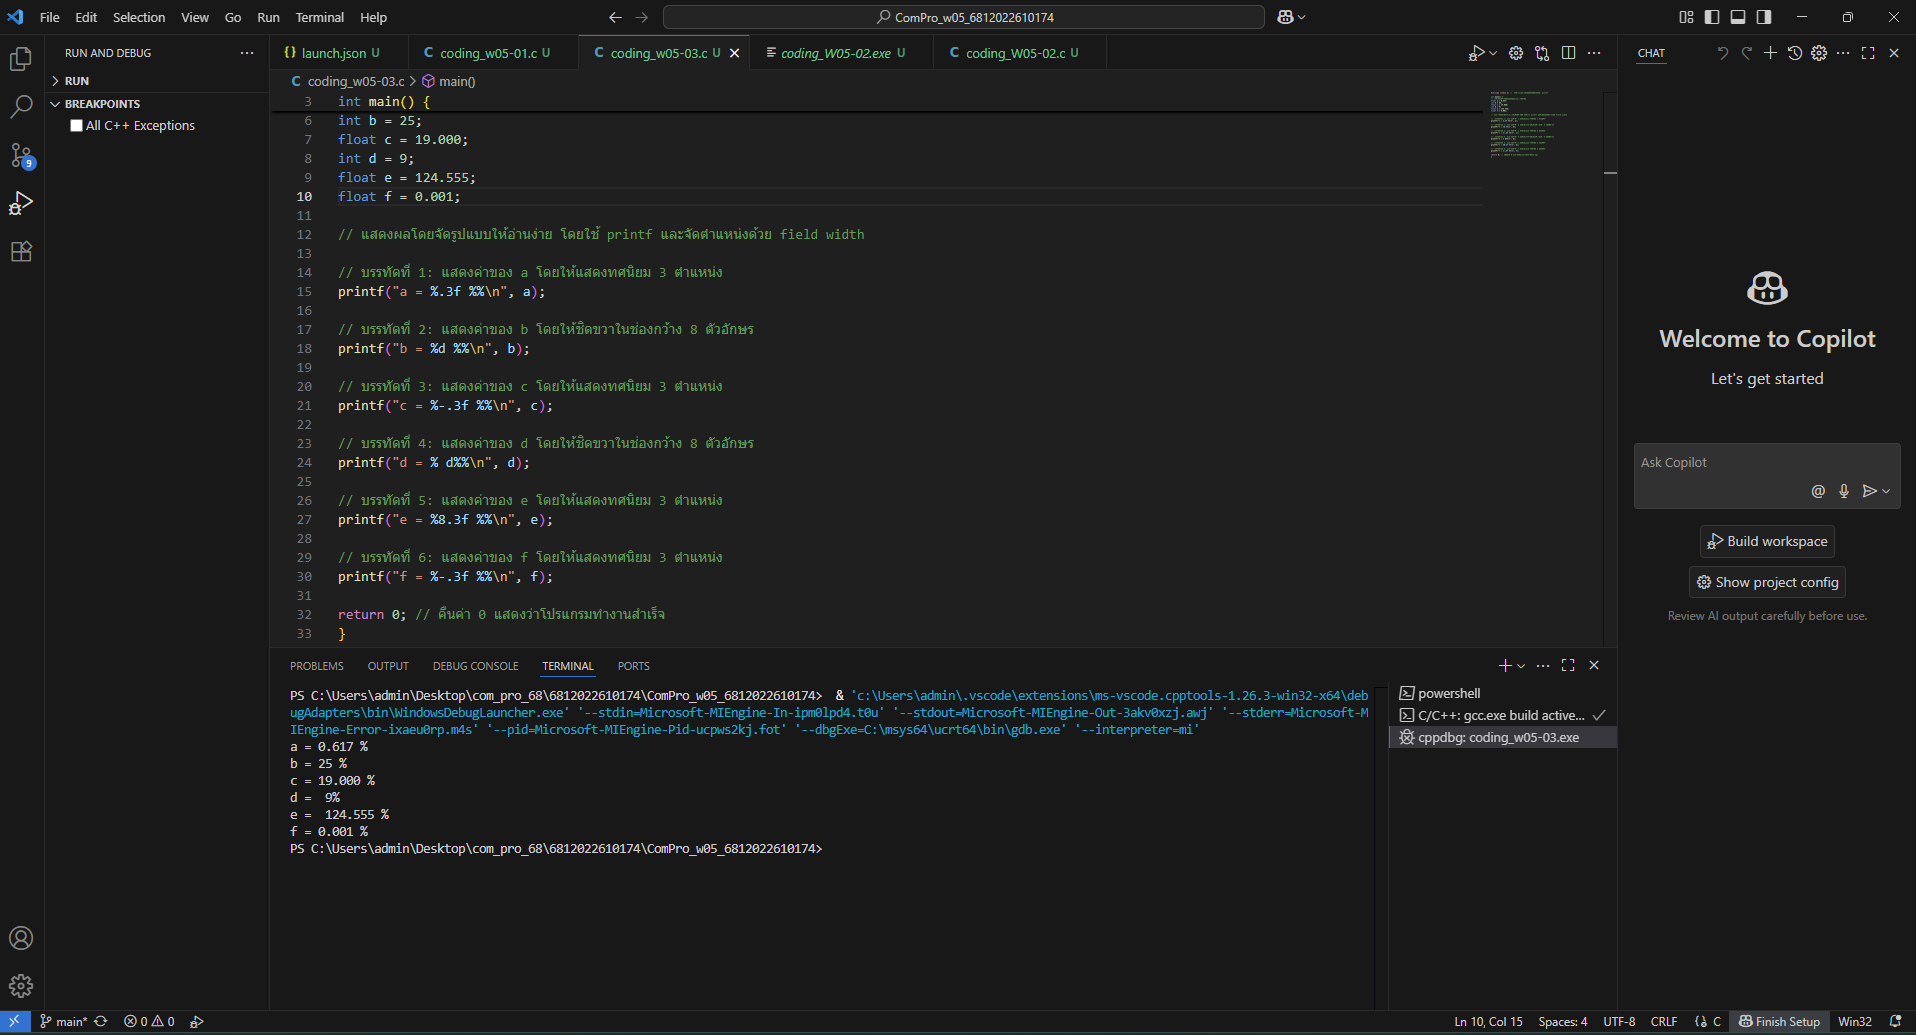 File Edit Selection View Go Run Terminal Help
ComPro_w05_6812022610174
RUN AND DEBUG
RUN
BREAKPOINTS
All C++ Exceptions
9
launch.json U
C coding_w05-01.c U
C coding_w05-03.c U
coding_W05-02.exe U
C coding_W05-02.c U
C coding_w05-03.c > main()
3 int main() {
6 int b = 25;
7 float c = 19.000;
8 int d = 9;
9 float e = 124.555;
10 float f = 0.001;
11
12 // แสดงผลโดยจัดรูปแบบให้อ่านง่าย โดยใช้ printf และจัดตำแหน่งด้วย field width
13
14 // บรรทัดที่ 1: แสดงค่าของ a โดยให้แสดงทศนิยม 3 ตำแหน่ง
15 printf("a = %.3f %%\n", a);
16
17 // บรรทัดที่ 2: แสดงค่าของ b โดยให้ชิดขวาในช่องกว้าง 8 ตัวอักษร
18 printf("b = %d %%\n", b);
19
20 // บรรทัดที่ 3: แสดงค่าของ c โดยให้แสดงทศนิยม 3 ตำแหน่ง
21 printf("c = %-.3f %%\n", c);
22
23 // บรรทัดที่ 4: แสดงค่าของ d โดยให้ชิดขวาในช่องกว้าง 8 ตัวอักษร
24 printf("d = % d%%\n", d);
25
26 // บรรทัดที่ 5: แสดงค่าของ e โดยให้แสดงทศนิยม 3 ตำแหน่ง
27 printf("e = %8.3f %%\n", e);
28
29 // บรรทัดที่ 6: แสดงค่าของ f โดยให้แสดงทศนิยม 3 ตำแหน่ง
30 printf("f = %-.3f %%\n", f);
31
32 return 0; // คืนค่า 0 แสดงว่าโปรแกรมทำงานสำเร็จ
33 }
PROBLEMS OUTPUT DEBUG CONSOLE TERMINAL PORTS
PS C:\Users\admin\Desktop\com_pro_68\6812022610174\ComPro_w05_6812022610174> & 'c:\Users\admin\.vscode\extensions\ms-vscode.cpptools-1.26.3-win32-x64\deb
ugAdapters\bin\WindowsDebugLauncher.exe' '--stdin=Microsoft-MIEngine-In-ipm0lpd4.t0u' '--stdout=Microsoft-MIEngine-Out-3akv0xzj.awj' '--stderr=Microsoft-M
IEngine-Error-ixaeu0rp.m4s' '--pid=Microsoft-MIEngine-Pid-ucpws2kj.fot' '--dbgExe=C:\msys64\ucrt64\bin\gdb.exe' '--interpreter=mi'
a = 0.617 %
b = 25 %
c = 19.000 %
d =  9%
e =  124.555 %
f = 0.001 %
PS C:\Users\admin\Desktop\com_pro_68\6812022610174\ComPro_w05_6812022610174>
powershell
C/C++: gcc.exe build active...
cppdbg: coding_w05-03.exe
CHAT
Welcome to Copilot
Let's get started
Ask Copilot
Build workspace
Show project config
Review AI output carefully before use.
main* 0 0
Ln 10, Col 15 Spaces: 4 UTF-8 CRLF {} C Finish Setup Win32